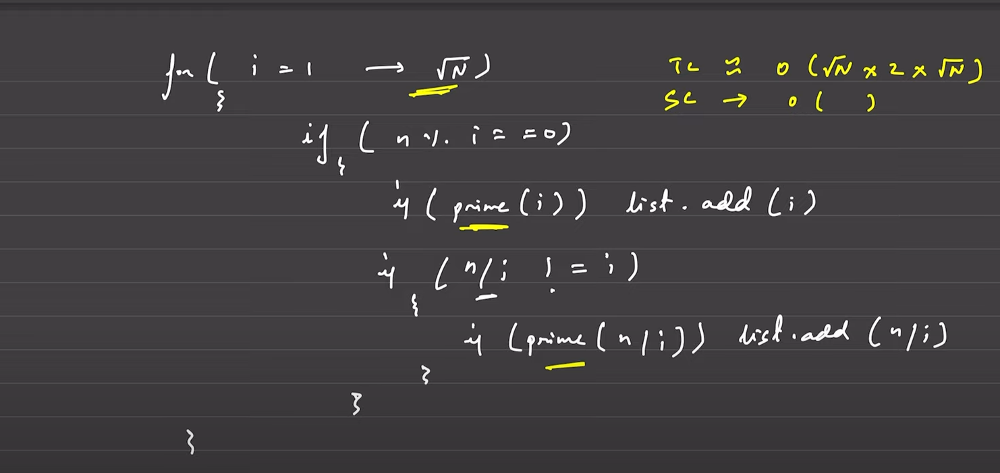 for( i = 1 → √N)
{
TC ≈ O (√N x 2 x √N)
SC → O ( )
if ( n %. i = = 0)
{
if ( prime (i)) list. add (i)
if ( n/i ! = i)
{
if (prime (n/i)) list.add (n/i)
}
}
}